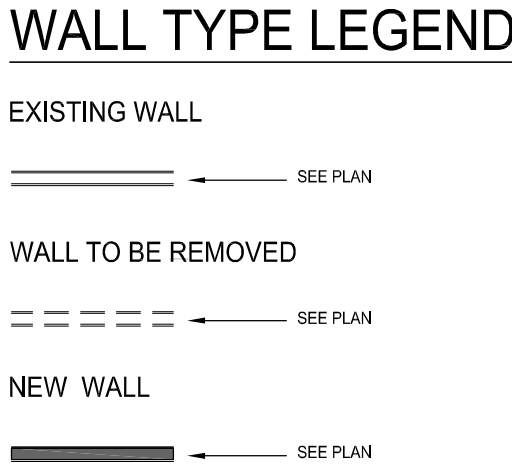 WALL TYPE LEGEND
EXISTING WALL
SEE PLAN
WALL TO BE REMOVED
SEE PLAN
NEW WALL
SEE PLAN